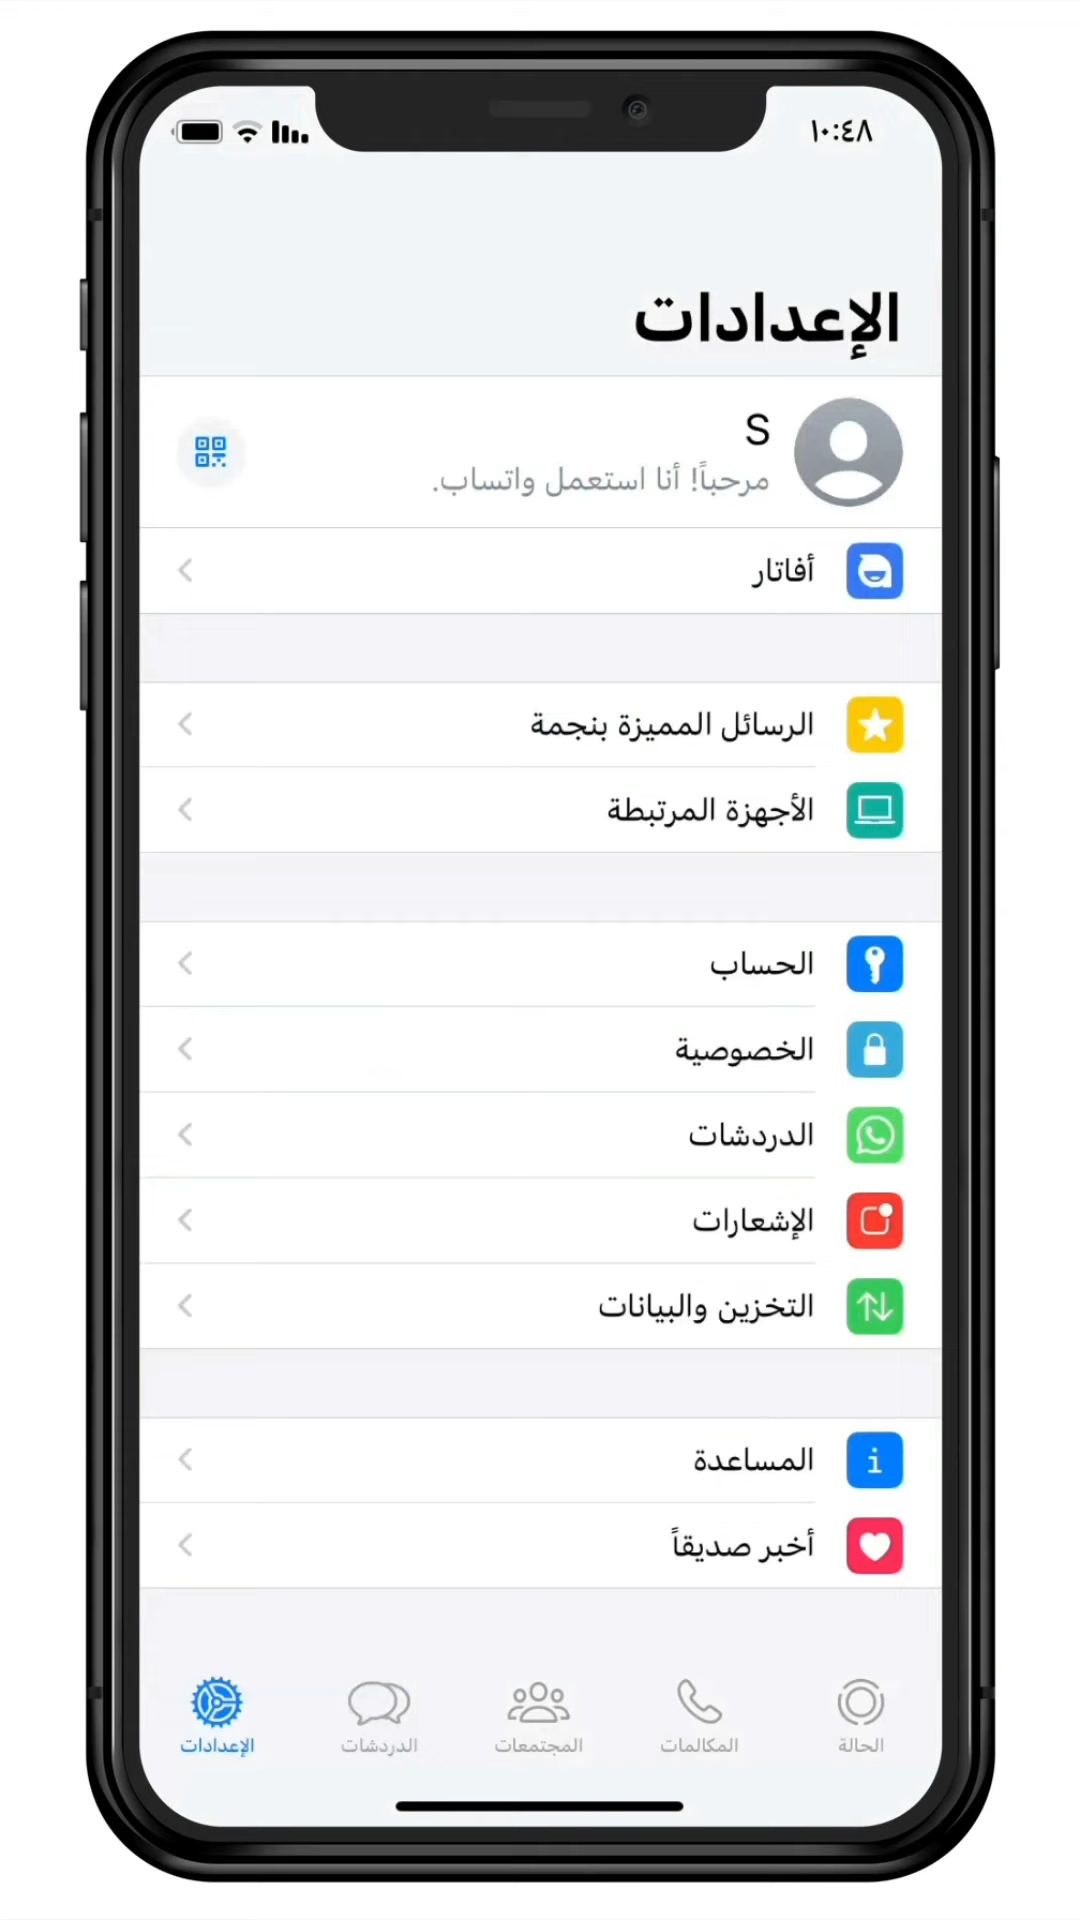 ١٠:٤٨
الإعدادات
S
مرحباً! أنا استعمل واتساب.
أفاتار
الرسائل المميزة بنجمة
الأجهزة المرتبطة
الحساب
الخصوصية
الدردشات
الإشعارات
التخزين والبيانات
المساعدة
أخبر صديقاً
الحالة
المكالمات
المجتمعات
الدردشات
الإعدادات